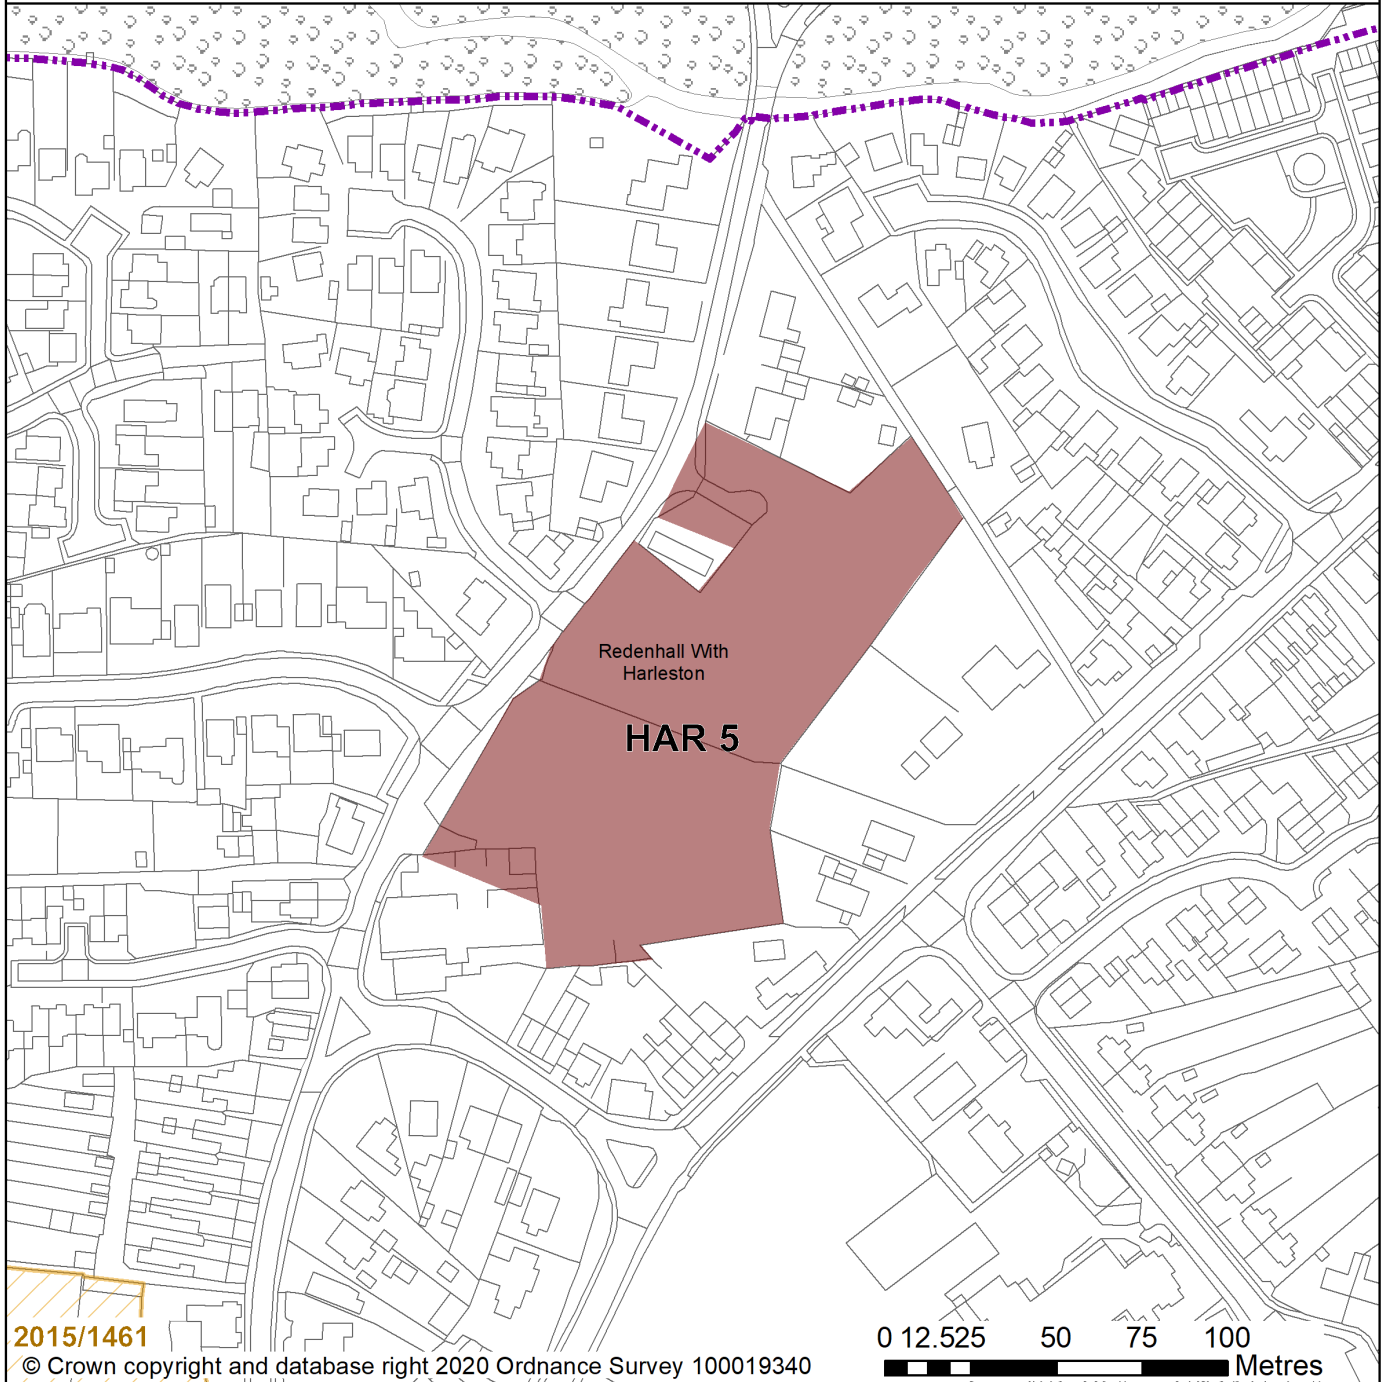 Redenhall With
Harleston
HAR 5
2015/1461
0 12.525 50 75 100
Metres
© Crown copyright and database right 2020 Ordnance Survey 100019340